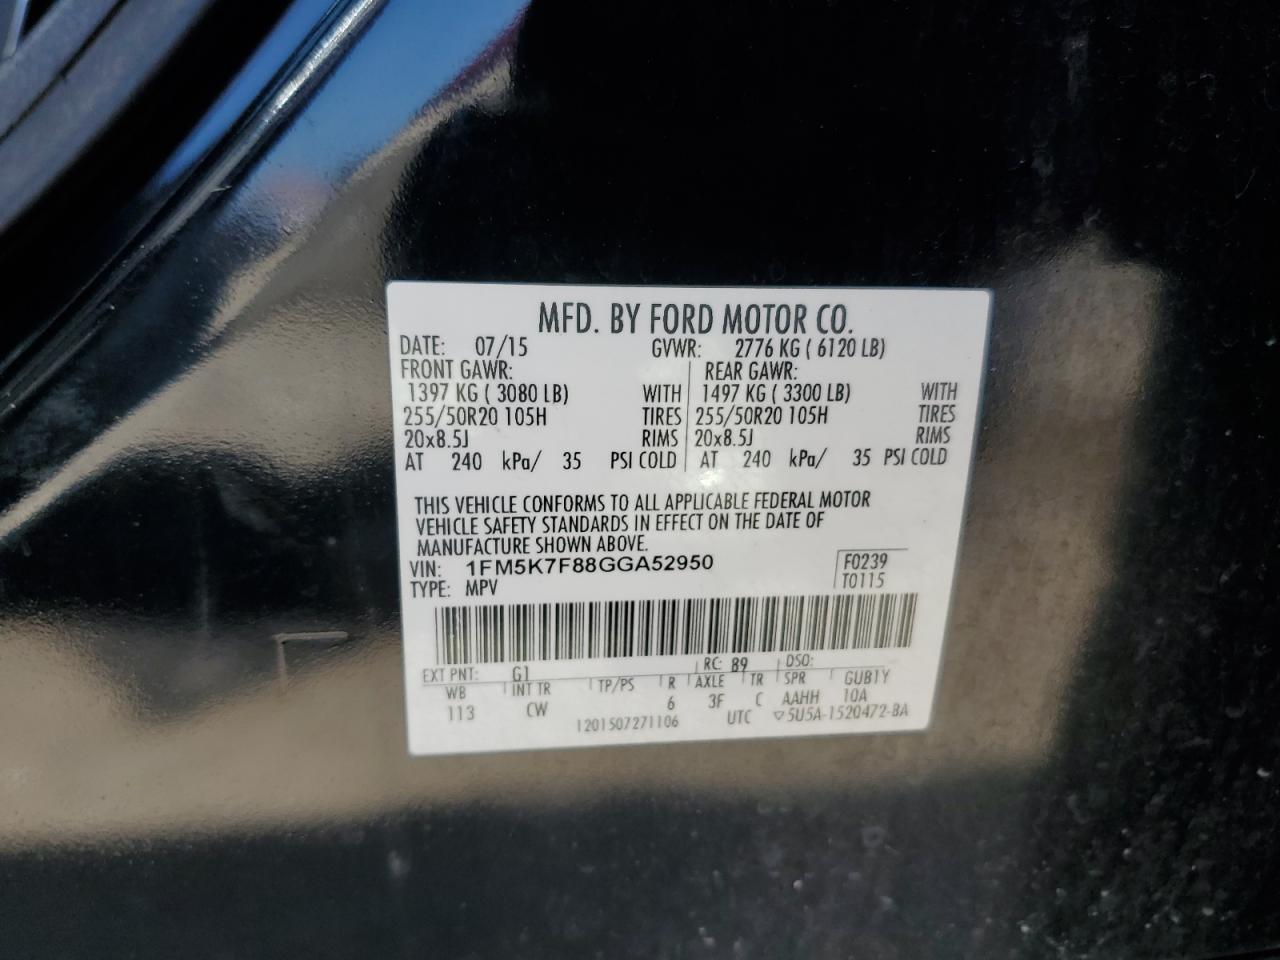 MFD. BY FORD MOTOR CO.
DATE: 07/15 GVWR: 2776 KG ( 6120 LB)
FRONT GAWR: REAR GAWR:
1397 KG ( 3080 LB) WITH 1497 KG ( 3300 LB) WITH
255/50R20 105H TIRES 255/50R20 105H TIRES
20x8.5J RIMS 20x8.5J RIMS
AT 240 kPa/ 35 PSI COLD AT 240 kPa/ 35 PSI COLD
THIS VEHICLE CONFORMS TO ALL APPLICABLE FEDERAL MOTOR
VEHICLE SAFETY STANDARDS IN EFFECT ON THE DATE OF
MANUFACTURE SHOWN ABOVE.
VIN: 1FM5K7F88GGA52950 F0239
TYPE: MPV T0115
EXT PNT: G1 RC: 89 DSO:
WB INT TR TP/PS R AXLE TR SPR GUB1Y
113 CW 6 3F C AAHH 10A
1201507271106 UTC ▽5U5A-1520472-BA